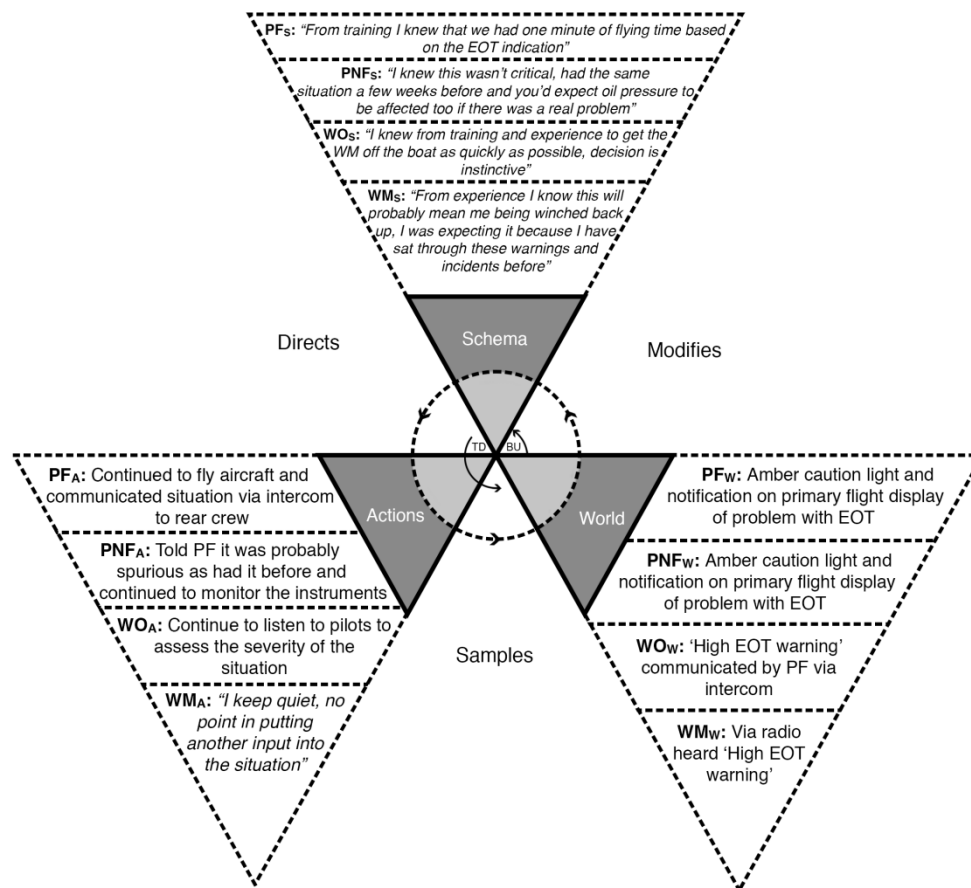 PFS: “From training I knew that we had one minute of flying time based
on the EOT indication”
PNFS: “I knew this wasn’t critical, had the same
situation a few weeks before and you’d expect oil pressure to
be affected too if there was a real problem”
WOS: “I knew from training and experience to get the
WM off the boat as quickly as possible, decision is
instinctive”
WMS: “From experience I know this will
probably mean me being winched back
up, I was expecting it because I have
sat through these warnings and
incidents before”
Schema
Directs
Modifies
TD
BU
PFA: Continued to fly aircraft and
communicated situation via intercom
to rear crew
PNFA: Told PF it was probably
spurious as had it before and
continued to monitor the instruments
WOA: Continue to listen to pilots to
assess the severity of the
situation
WMA: “I keep quiet, no
point in putting
another input into
the situation”
Actions
World
Samples
PFW: Amber caution light and
notification on primary flight display
of problem with EOT
PNFW: Amber caution light and
notification on primary flight display
of problem with EOT
WOW: ‘High EOT warning’
communicated by PF via
intercom
WMW: Via radio
heard ‘High EOT
warning’